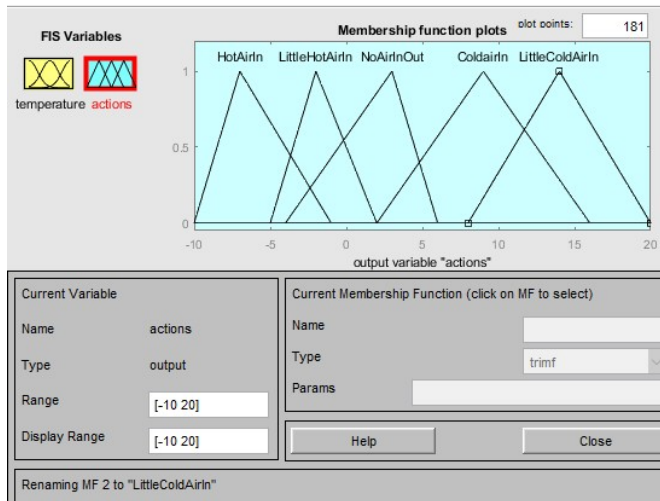 FIS Variables
Membership function plots
plot points:
181
HotAirIn
LittleHotAirIn
NoAirInOut
ColdairIn
LittleColdAirIn
1
0.5
0
temperature
actions
-10
-5
0
5
10
15
20
output variable "actions"
Current Variable
Name
actions
Type
output
Range
[-10 20]
Display Range
[-10 20]
Current Membership Function (click on MF to select)
Name
Type
trimf
Params
Help
Close
Renaming MF 2 to "LittleColdAirIn"